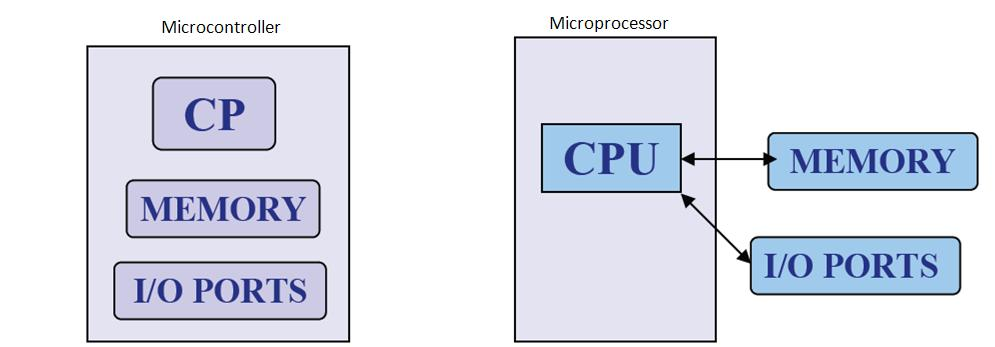 Microcontroller
CP
MEMORY
I/O PORTS
Microprocessor
CPU
MEMORY
I/O PORTS